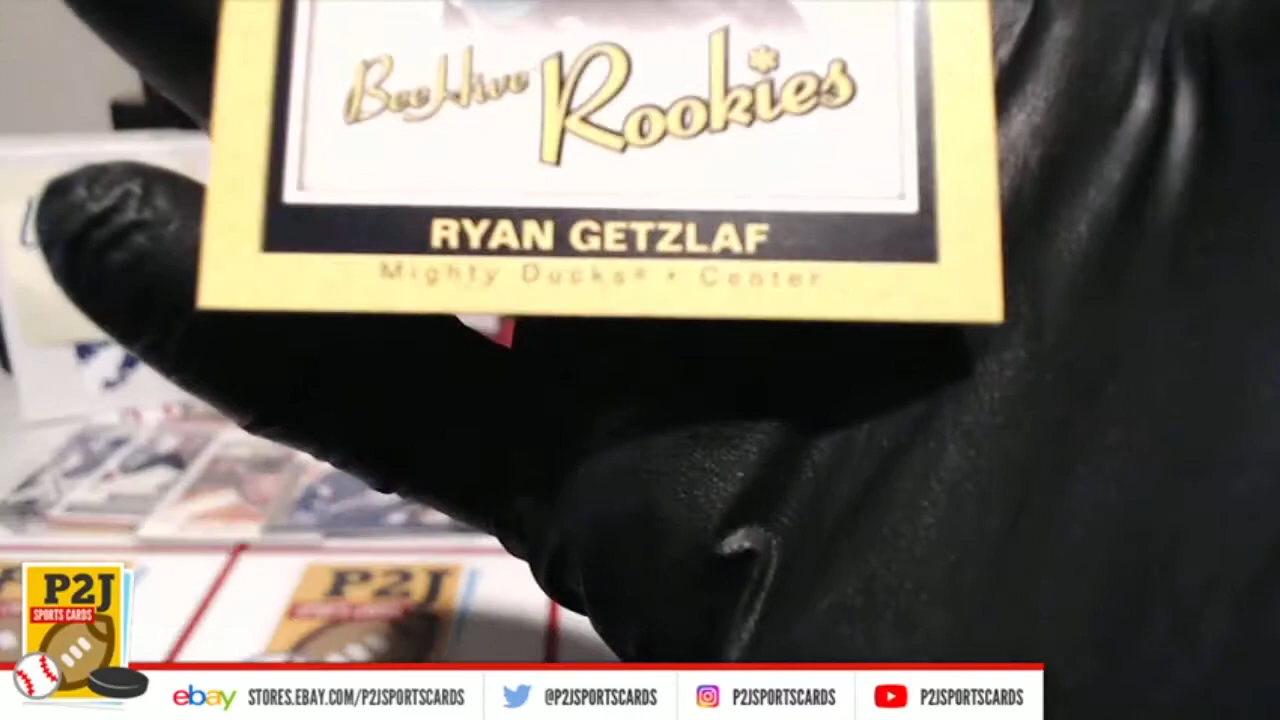 BeeHive Rookies
RYAN GETZLAF
Mighty Ducks® • Center
P2J
P2J
SPORTS CARDS
ebay STORES.EBAY.COM/P2JSPORTSCARDS @P2JSPORTSCARDS P2JSPORTSCARDS P2JSPORTSCARDS